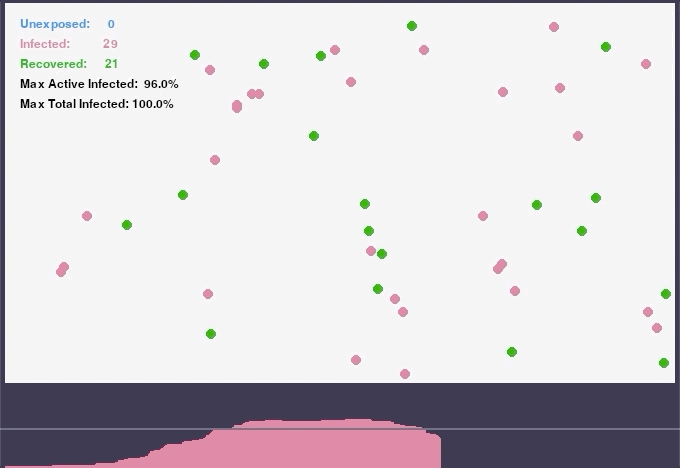 Unexposed: 0
Infected: 29
Recovered: 21
Max Active Infected: 96.0%
Max Total Infected: 100.0%